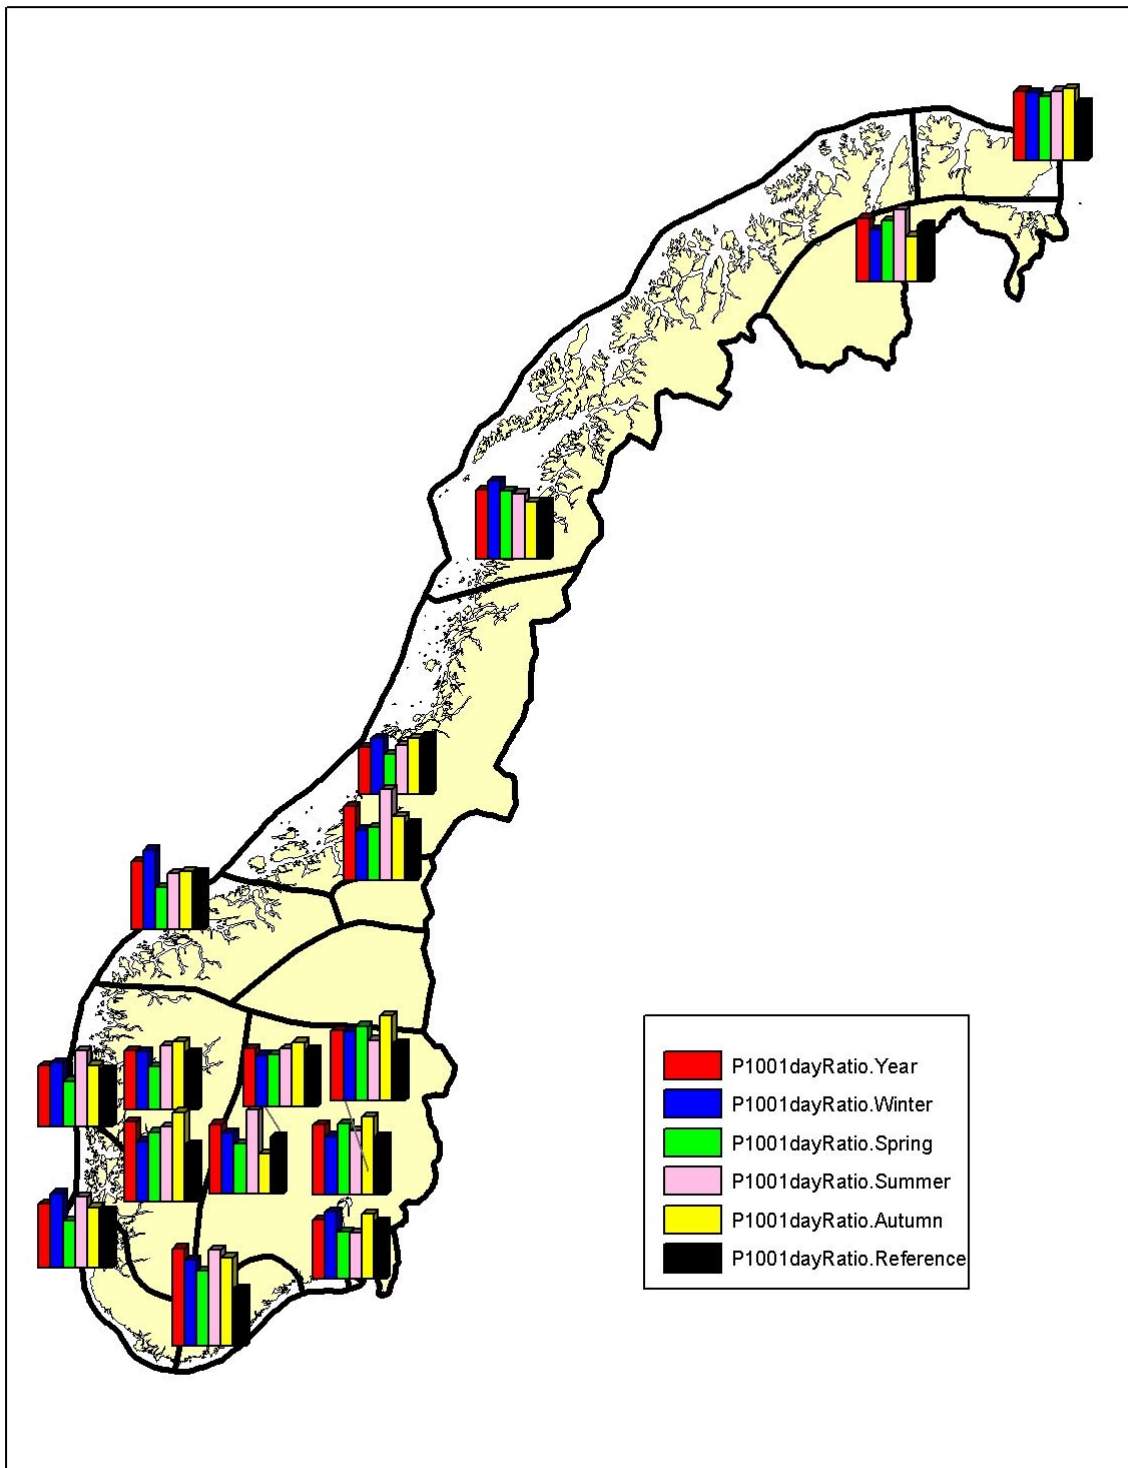 P1001dayRatio.Year
P1001dayRatio.Winter
P1001dayRatio.Spring
P1001dayRatio.Summer
P1001dayRatio.Autumn
P1001dayRatio.Reference